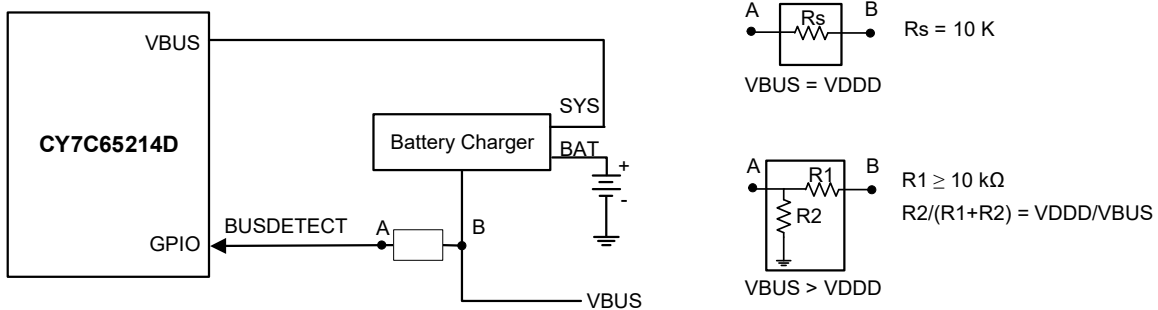 VBUS
CY7C65214D
SYS
Battery Charger
BAT
+
-
BUSDETECT
A
B
GPIO
VBUS
A
B
Rs
Rs = 10 K
VBUS = VDDD
A
B
R1
R2
R1 ≥ 10 kΩ
R2/(R1+R2) = VDDD/VBUS
VBUS > VDDD